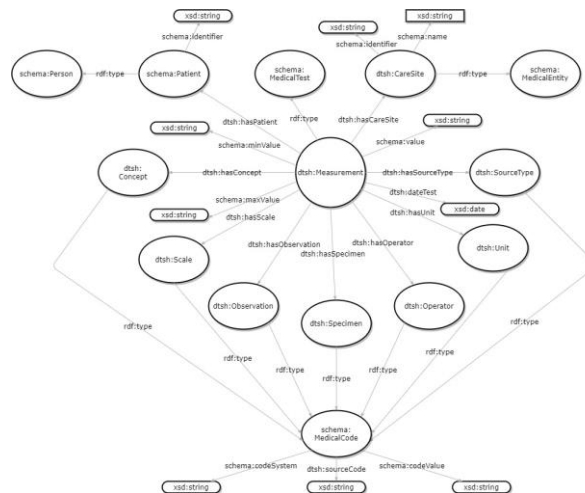 xsd:string
xsd:string
xsd:string
schema:identifier
schema:identifier
schema:name
schema:Person
rdf:type
schema:Patient
schema:
MedicalTest
dtsh:CareSite
rdf:type
schema:
MedicalEntity
dtsh:hasPatient
rdf:type
dtsh:hasCareSite
xsd:string
xsd:string
schema:minValue
schema:value
dtsh:
Concept
dtsh:hasConcept
dtsh:Measurement
dtsh:hasSourceType
dtsh:SourceType
dtsh:dateTest
schema:maxValue
xsd:string
dtsh:hasScale
dtsh:hasUnit
xsd:date
dtsh:hasObservation
dtsh:hasSpecimen
dtsh:hasOperator
dtsh:Scale
dtsh:Unit
dtsh:Observation
dtsh:Specimen
dtsh:Operator
rdf:type
rdf:type
rdf:type
rdf:type
rdf:type
rdf:type
rdf:type
schema:
MedicalCode
schema:codeSystem
dtsh:sourceCode
schema:codeValue
xsd:string
xsd:string
xsd:string